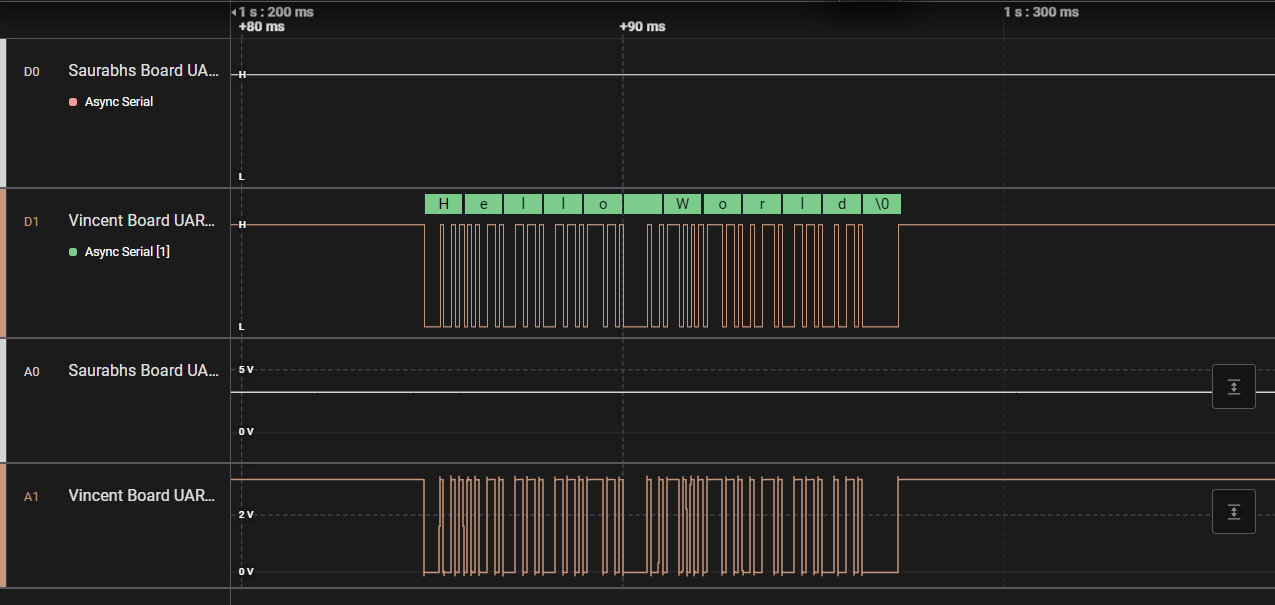 1 s : 200 ms 1 s : 300 ms
+80 ms +90 ms
D0 Saurabhs Board UA...
H
Async Serial
L
H e l l o W o r l d \0
D1 Vincent Board UAR...
H
Async Serial [1]
L
A0 Saurabhs Board UA...
5 V
0 V
A1 Vincent Board UAR...
2 V
0 V